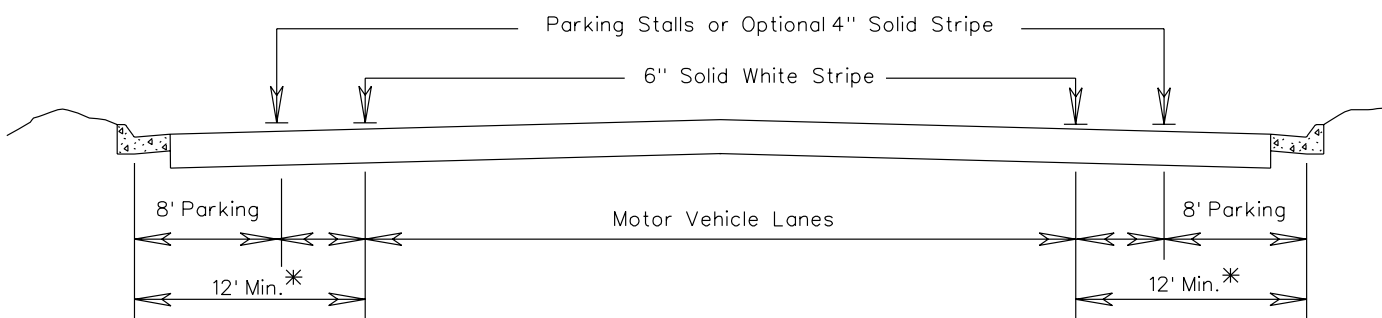 Parking Stalls or Optional 4" Solid Stripe
6" Solid White Stripe
8' Parking
Motor Vehicle Lanes
8' Parking
12' Min.*
12' Min.*